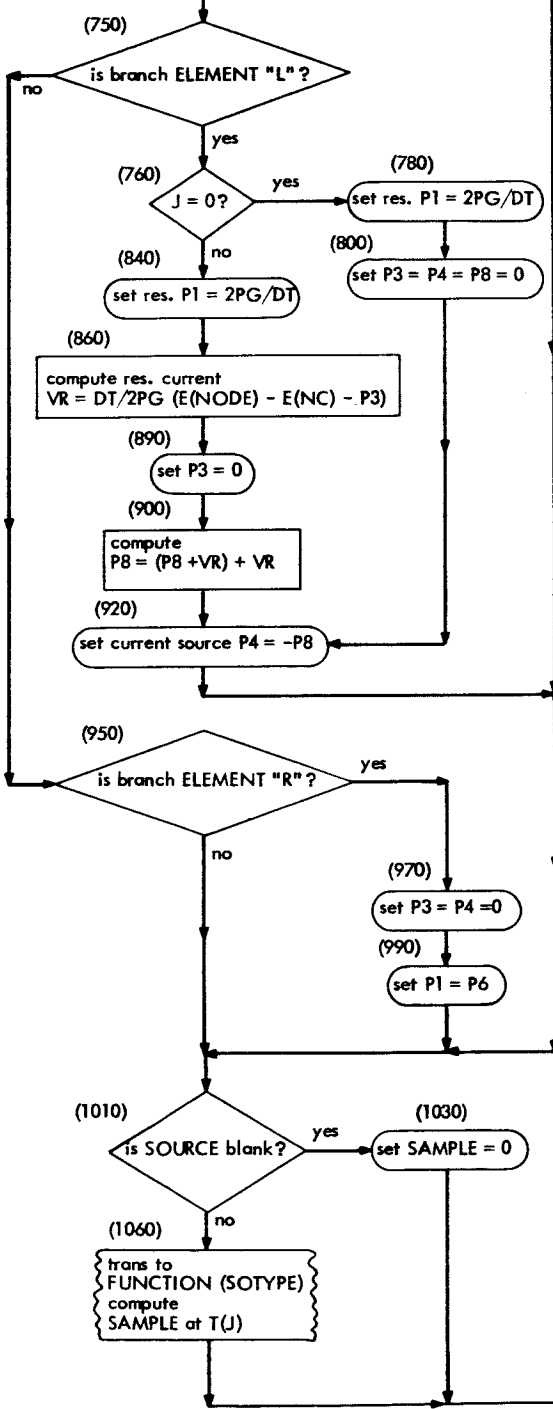 (750)
is branch ELEMENT "L"?
no
yes
(760)
J = 0?
yes
(780)
set res. P1 = 2PG/DT
no
(800)
set P3 = P4 = P8 = 0
(840)
set res. P1 = 2PG/DT
(860)
compute res. current
VR = DT/2PG (E(NODE) - E(NC) - P3)
(890)
set P3 = 0
(900)
compute
P8 = (P8 +VR) + VR
(920)
set current source P4 = -P8
(950)
is branch ELEMENT "R"?
yes
no
(970)
set P3 = P4 =0
(990)
set P1 = P6
(1010)
is SOURCE blank?
yes
(1030)
set SAMPLE = 0
no
(1060)
trans to
FUNCTION (SOTYPE)
compute
SAMPLE at T(J)